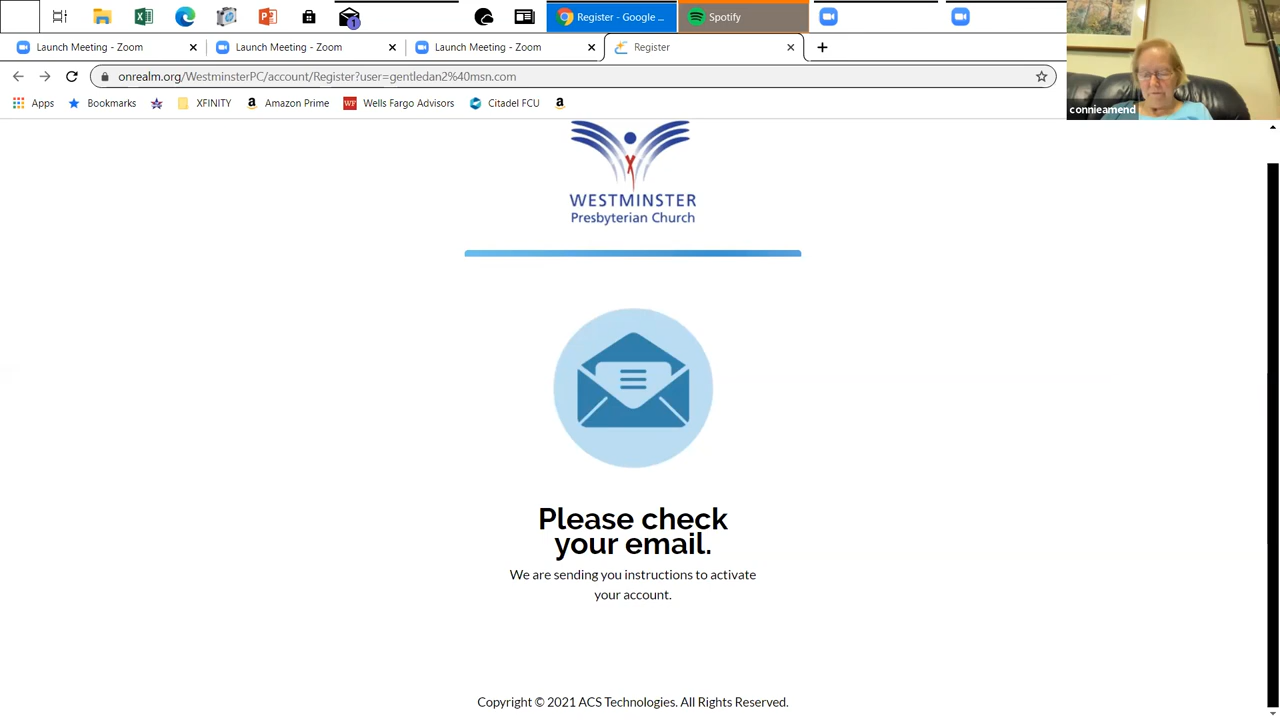 Register - Google ...
Spotify
1
Launch Meeting - Zoom
Launch Meeting - Zoom
Launch Meeting - Zoom
Register
onrealm.org/WestminsterPC/account/Register?user=gentledan2%40msn.com
Apps
Bookmarks
XFINITY
Amazon Prime
WF
Wells Fargo Advisors
Citadel FCU
connieamend
WESTMINSTER
Presbyterian Church
Please check
your email.
We are sending you instructions to activate
your account.
Copyright © 2021 ACS Technologies. All Rights Reserved.